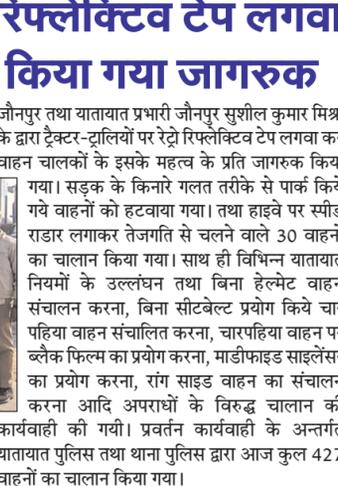 रिफ्लेक्टिव टेप लगवा
किया गया जागरुक
जौनपुर तथा यातायात प्रभारी जौनपुर सुशील कुमार मिश्र
के द्वारा ट्रैक्टर-ट्रालियों पर रेट्रो रिफ्लेक्टिव टेप लगवा कर
वाहन चालकों के इसके महत्व के प्रति जागरुक किया
गया। सड़क के किनारे गलत तरीके से पार्क किये
गये वाहनों को हटवाया गया। तथा हाइवे पर स्पीड
राडार लगाकर तेजगति से चलने वाले 30 वाहनों
का चालान किया गया। साथ ही विभिन्न यातायात
नियमों के उल्लंघन तथा बिना हेल्मेट वाहन
संचालन करना, बिना सीटबेल्ट प्रयोग किये चार
पहिया वाहन संचालित करना, चारपहिया वाहन पर
ब्लैक फिल्म का प्रयोग करना, माडीफाइड साइलेंसर
का प्रयोग करना, रांग साइड वाहन का संचालन
करना आदि अपराधों के विरुद्ध चालान की
कार्यवाही की गयी। प्रवर्तन कार्यवाही के अन्तर्गत
यातायात पुलिस तथा थाना पुलिस द्वारा आज कुल 427
वाहनों का चालान किया गया।